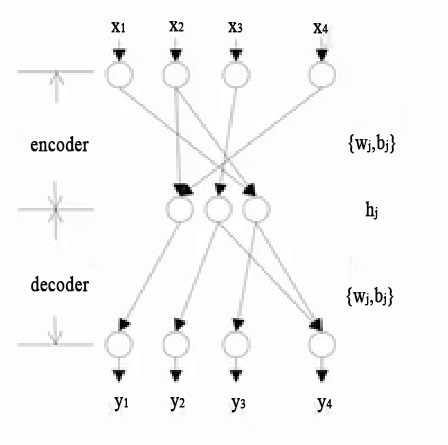 x1 x2 x3 x4
encoder {wj,bj}
hj
decoder {wj,bj}
y1 y2 y3 y4